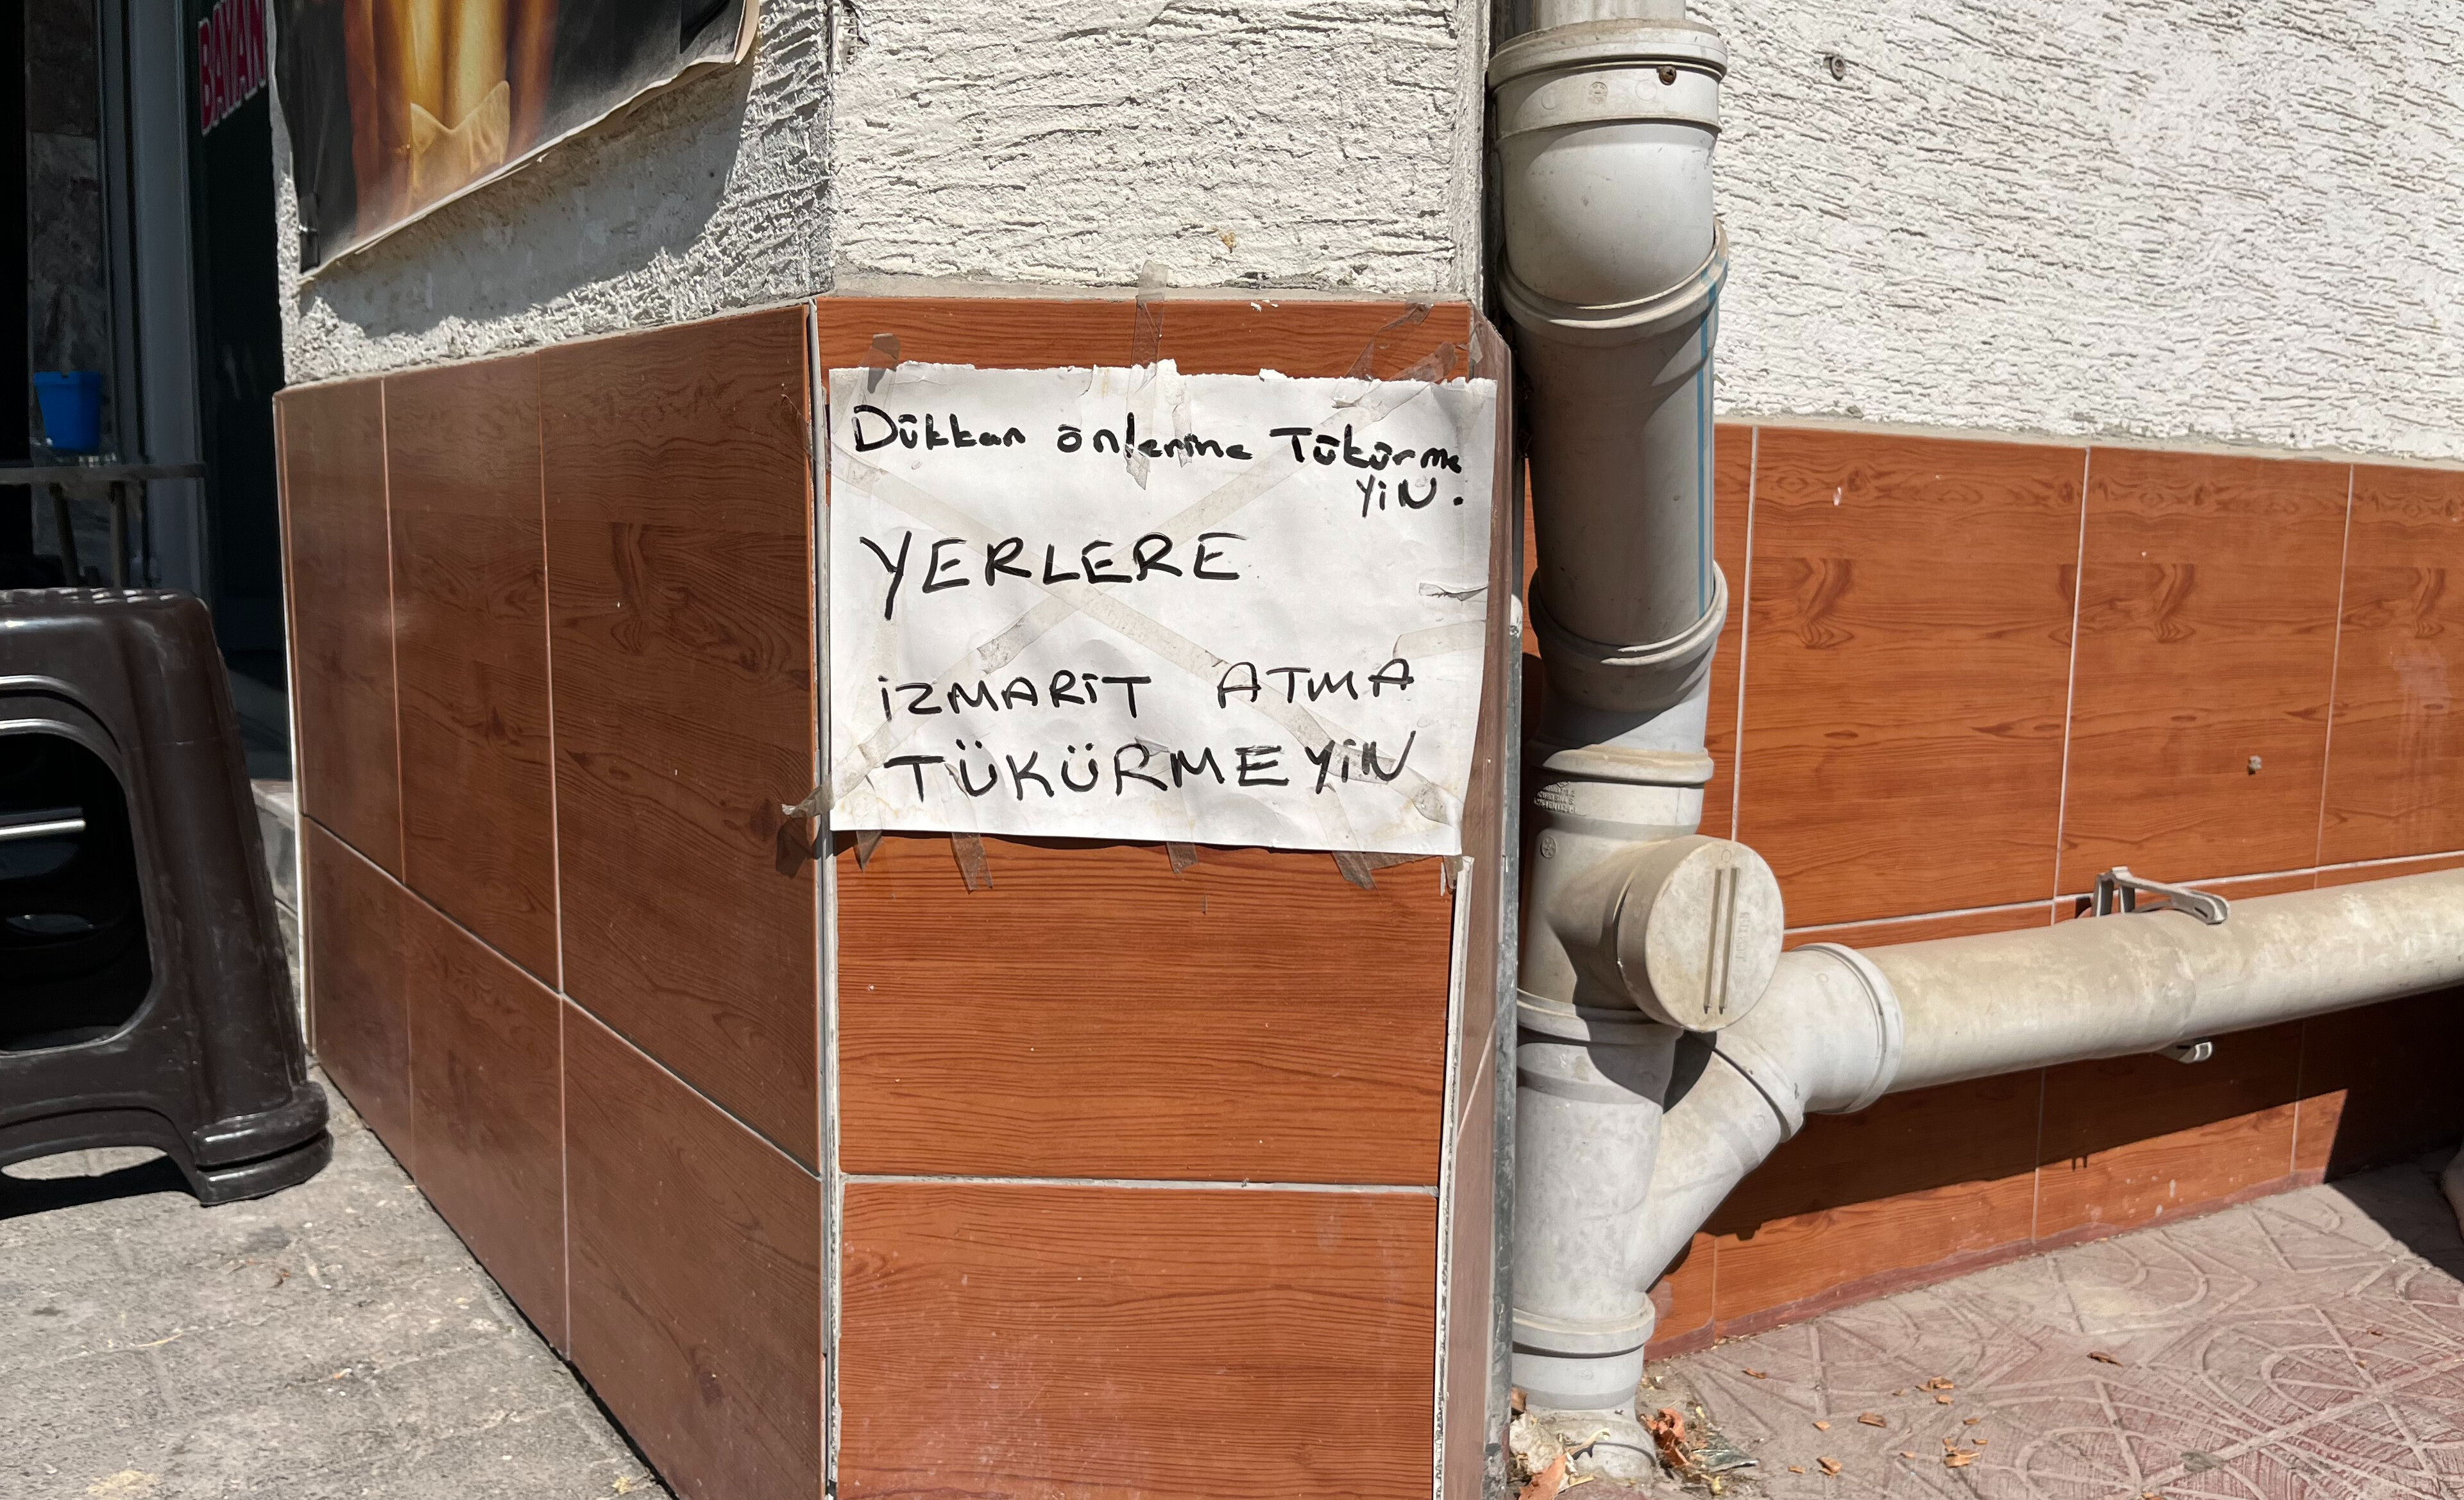 BAYAN
Dükkan önlerine Tükürme
YİN.
YERLERE
İZMARİT ATMA
TÜKÜRMEYİN